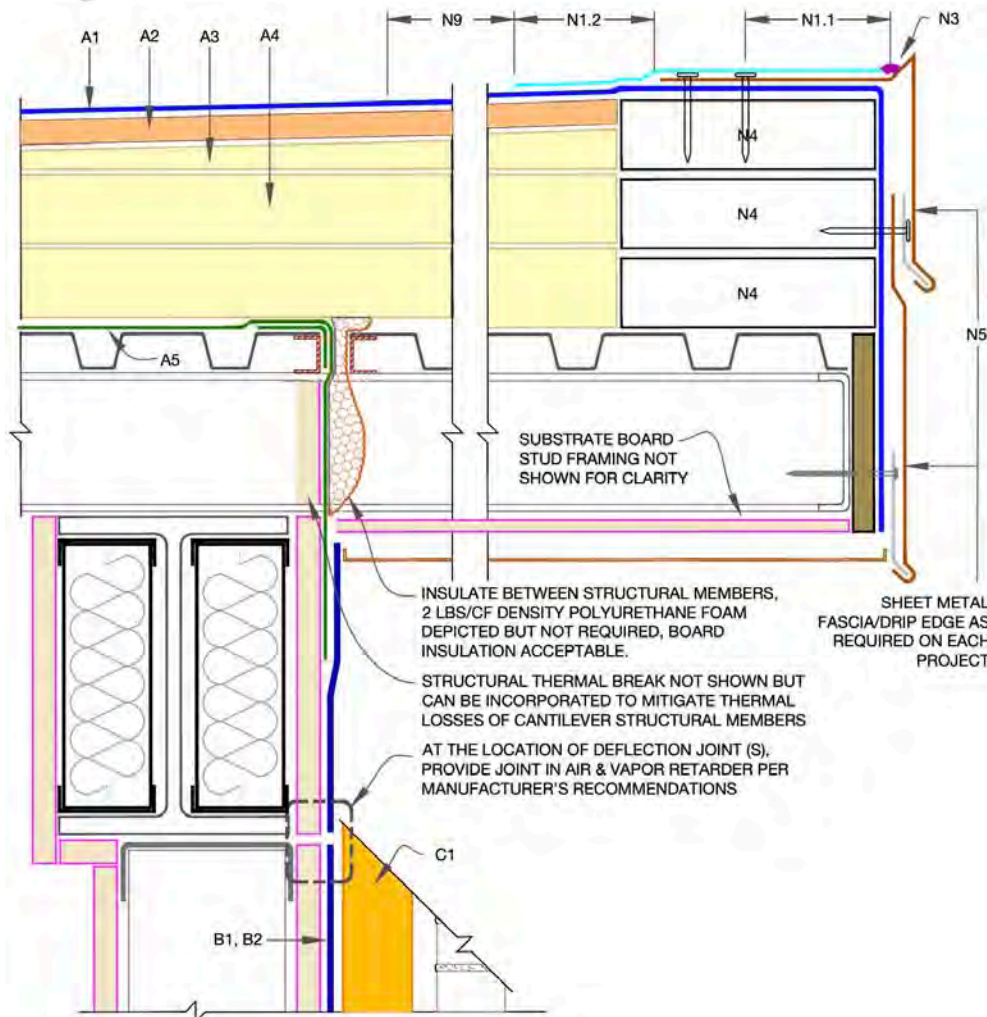 N9
N1.2
N1.1
N3
A1
A2
A3
A4
N4
N4
N4
N5
A5
SUBSTRATE BOARD
STUD FRAMING NOT
SHOWN FOR CLARITY
INSULATE BETWEEN STRUCTURAL MEMBERS,
2 LBS/CF DENSITY POLYURETHANE FOAM
DEPICTED BUT NOT REQUIRED, BOARD
INSULATION ACCEPTABLE.
SHEET METAL
FASCIA/DRIP EDGE AS
REQUIRED ON EACH
PROJECT
STRUCTURAL THERMAL BREAK NOT SHOWN BUT
CAN BE INCORPORATED TO MITIGATE THERMAL
LOSSES OF CANTILEVER STRUCTURAL MEMBERS
AT THE LOCATION OF DEFLECTION JOINT (S),
PROVIDE JOINT IN AIR & VAPOR RETARDER PER
MANUFACTURER'S RECOMMENDATIONS
C1
B1, B2